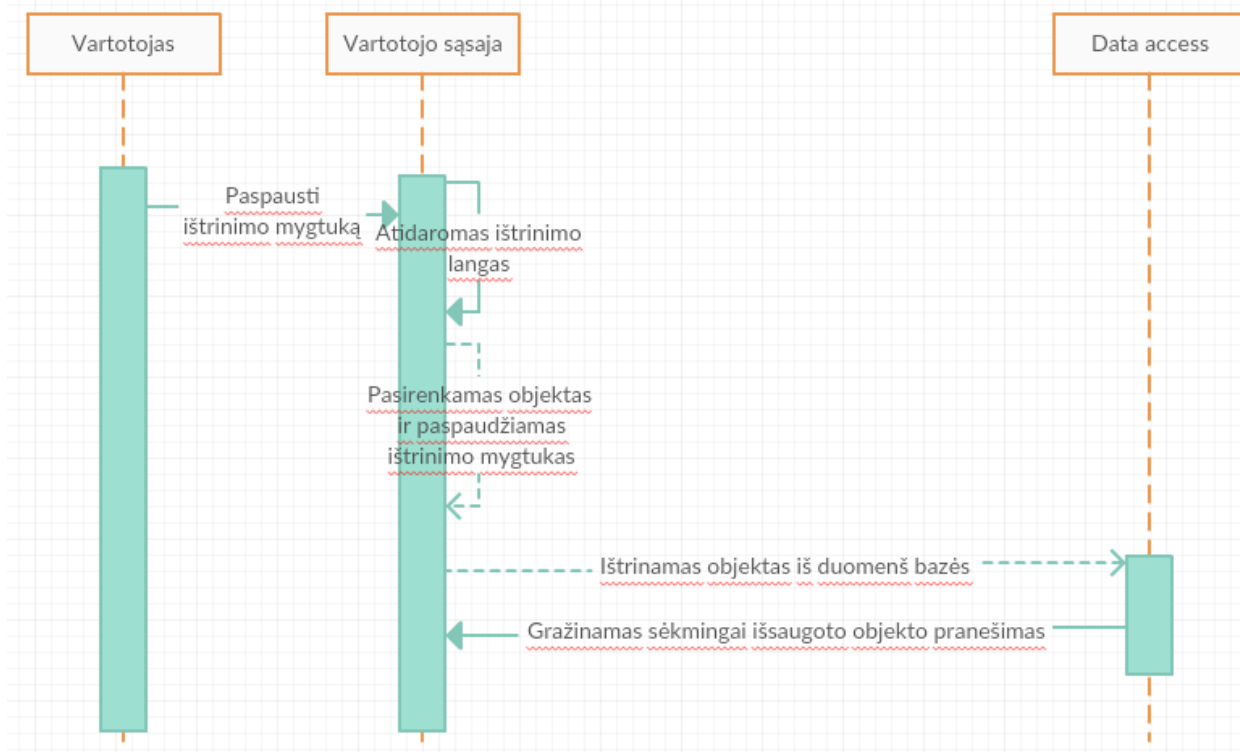 Vartotojas
Vartotojo sąsaja
Data access
Paspausti
ištrinimo mygtuką
Atidaromas ištrinimo
langas
Pasirenkamas objektas
ir paspaudžiamas
ištrinimo mygtukas
Ištrinamas objektas iš duomenš bazės
Gražinamas sėkmingai išsaugoto objekto pranešimas